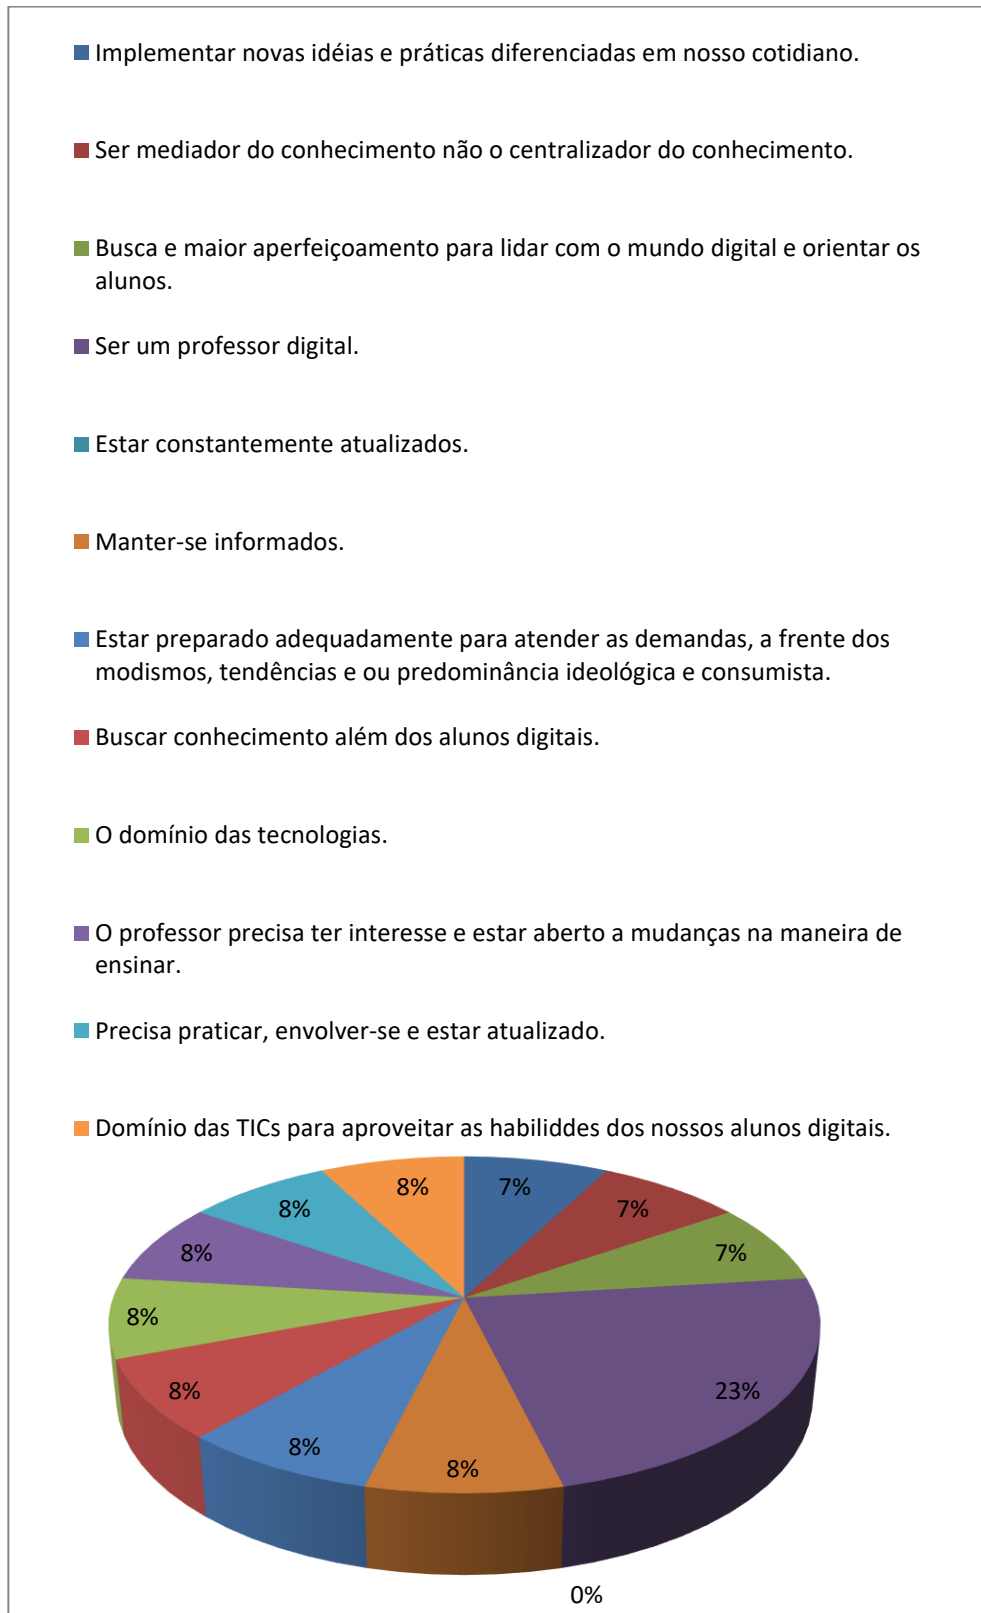 Implementar novas idéias e práticas diferenciadas em nosso cotidiano.
Ser mediador do conhecimento não o centralizador do conhecimento.
Busca e maior aperfeiçoamento para lidar com o mundo digital e orientar os
alunos.
Ser um professor digital.
Estar constantemente atualizados.
Manter-se informados.
Estar preparado adequadamente para atender as demandas, a frente dos
modismos, tendências e ou predominância ideológica e consumista.
Buscar conhecimento além dos alunos digitais.
O domínio das tecnologias.
O professor precisa ter interesse e estar aberto a mudanças na maneira de
ensinar.
Precisa praticar, envolver-se e estar atualizado.
Domínio das TICs para aproveitar as habiliddes dos nossos alunos digitais.
8% 7%
8% 7%
8% 7%
8%
8% 23%
8% 8%
0%